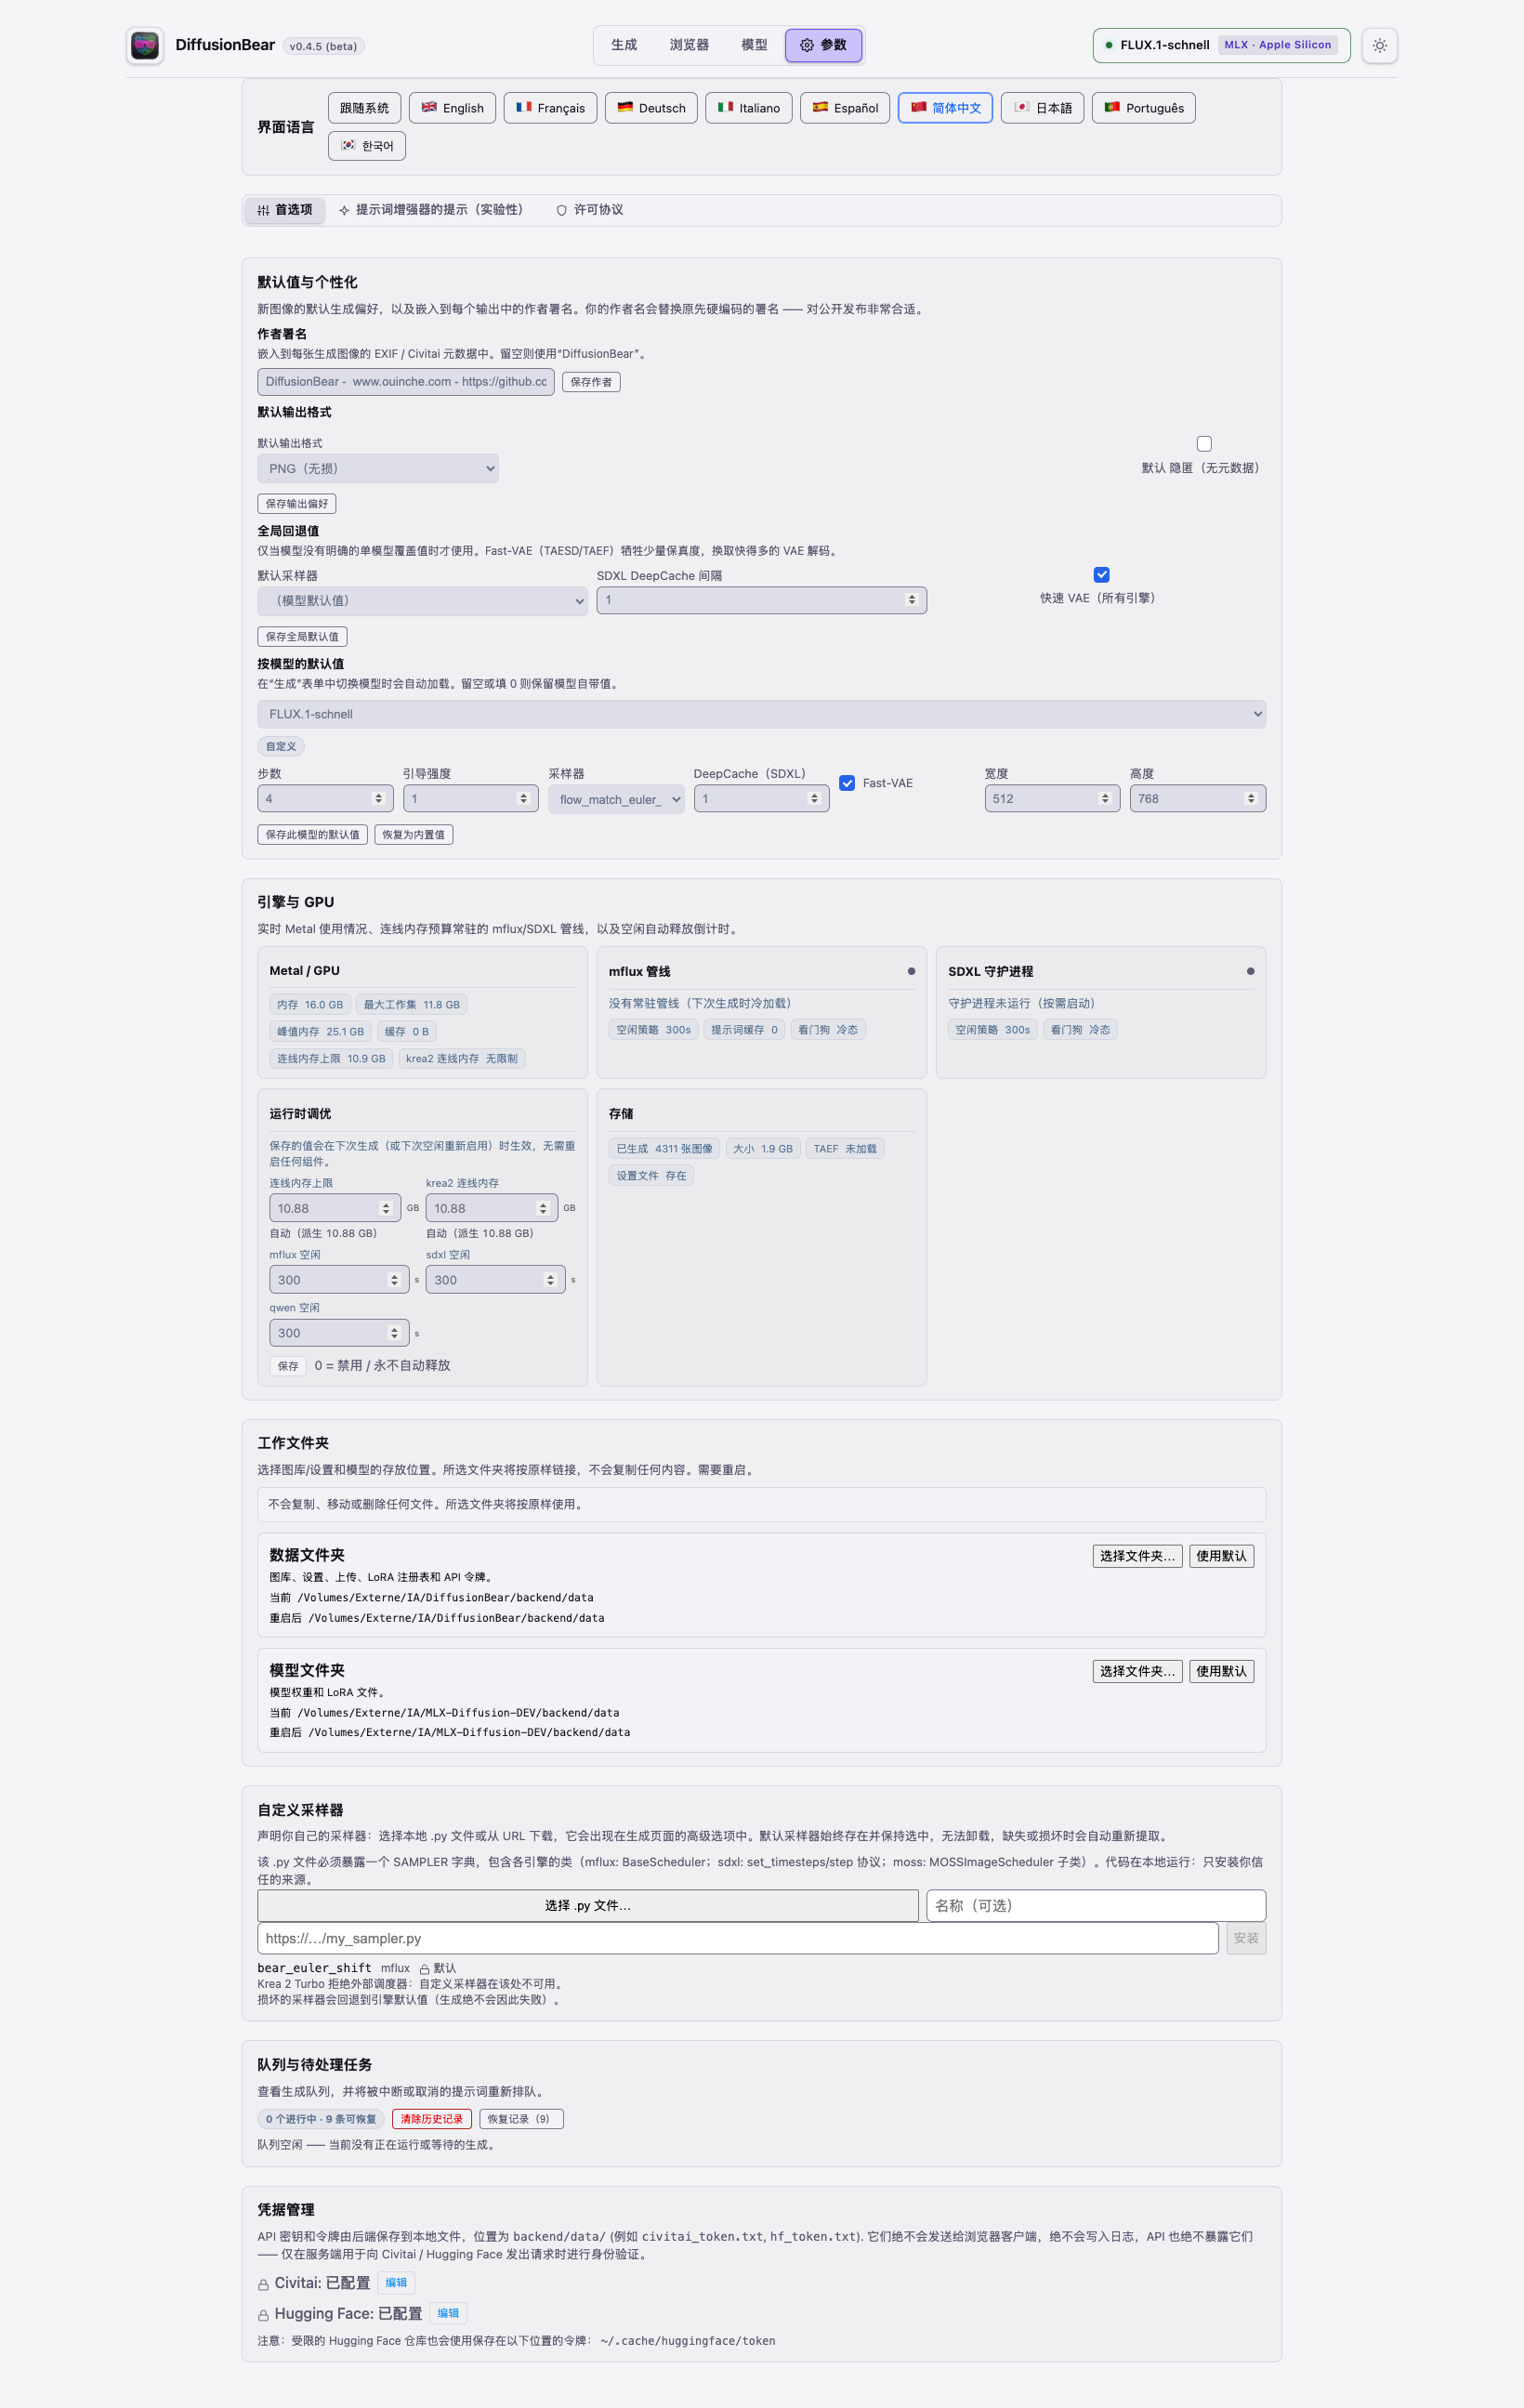 DiffusionBear v0.4.5 (beta) 生成 浏览器 模型 参数 FLUX.1-schnell MLX · Apple Silicon
界面语言
跟随系统 English Français Deutsch Italiano Español 简体中文 日本語 Português
한국어
首选项 提示词增强器的提示（实验性） 许可协议
默认值与个性化
新图像的默认生成偏好，以及嵌入到每个输出中的作者署名。你的作者名会替换原先硬编码的署名 —— 对公开发布非常合适。
作者署名
嵌入到每张生成图像的 EXIF / Civitai 元数据中。留空则使用“DiffusionBear”。
DiffusionBear - www.ouinche.com - https://github.cc 保存作者
默认输出格式
默认输出格式
PNG（无损）
默认 隐匿（无元数据）
保存输出偏好
全局回退值
仅当模型没有明确的单模型覆盖值时才使用。Fast-VAE（TAESD/TAEF）牺牲少量保真度，换取快得多的 VAE 解码。
默认采样器 SDXL DeepCache 间隔
（模型默认值） 1 快速 VAE（所有引擎）
保存全局默认值
按模型的默认值
在“生成”表单中切换模型时会自动加载。留空或填 0 则保留模型自带值。
FLUX.1-schnell
自定义
步数 引导强度 采样器 DeepCache（SDXL） Fast-VAE 宽度 高度
4 1 flow_match_euler_ 1 512 768
保存此模型的默认值 恢复为内置值
引擎与 GPU
实时 Metal 使用情况、连线内存预算常驻的 mflux/SDXL 管线，以及空闲自动释放倒计时。
Metal / GPU
内存 16.0 GB 最大工作集 11.8 GB
峰值内存 25.1 GB 缓存 0 B
连线内存上限 10.9 GB krea2 连线内存 无限制
mflux 管线
没有常驻管线（下次生成时冷加载）
空闲策略 300s 提示词缓存 0 看门狗 冷态
SDXL 守护进程
守护进程未运行（按需启动）
空闲策略 300s 看门狗 冷态
运行时调优
保存的值会在下次生成（或下次空闲重新启用）时生效，无需重
启任何组件。
连线内存上限 krea2 连线内存
10.88 GB 10.88 GB
自动（派生 10.88 GB） 自动（派生 10.88 GB）
mflux 空闲 sdxl 空闲
300 s 300 s
qwen 空闲
300 s
保存 0 = 禁用 / 永不自动释放
存储
已生成 4311 张图像 大小 1.9 GB TAEF 未加载
设置文件 存在
工作文件夹
选择图库/设置和模型的存放位置。所选文件夹将按原样链接，不会复制任何内容。需要重启。
不会复制、移动或删除任何文件。所选文件夹将按原样使用。
数据文件夹 选择文件夹… 使用默认
图库、设置、上传、LoRA 注册表和 API 令牌。
当前 /Volumes/Externe/IA/DiffusionBear/backend/data
重启后 /Volumes/Externe/IA/DiffusionBear/backend/data
模型文件夹 选择文件夹… 使用默认
模型权重和 LoRA 文件。
当前 /Volumes/Externe/IA/MLX-Diffusion-DEV/backend/data
重启后 /Volumes/Externe/IA/MLX-Diffusion-DEV/backend/data
自定义采样器
声明你自己的采样器：选择本地 .py 文件或从 URL 下载，它会出现在生成页面的高级选项中。默认采样器始终存在并保持选中，无法卸载，缺失或损坏时会自动重新提取。
该 .py 文件必须暴露一个 SAMPLER 字典，包含各引擎的类（mflux: BaseScheduler；sdxl: set_timesteps/step 协议；moss: MOSSImageScheduler 子类）。代码在本地运行：只安装你信
任的来源。
选择 .py 文件… 名称（可选）
https://…/my_sampler.py 安装
bear_euler_shift mflux 默认
Krea 2 Turbo 拒绝外部调度器：自定义采样器在该处不可用。
损坏的采样器会回退到引擎默认值（生成绝不会因此失败）。
队列与待处理任务
查看生成队列，并将被中断或取消的提示词重新排队。
0 个进行中 · 9 条可恢复 清除历史记录 恢复记录（9）
队列空闲 —— 当前没有正在运行或等待的生成。
凭据管理
API 密钥和令牌由后端保存到本地文件，位置为 backend/data/ (例如 civitai_token.txt, hf_token.txt). 它们绝不会发送给浏览器客户端，绝不会写入日志，API 也绝不暴露它们
—— 仅在服务端用于向 Civitai / Hugging Face 发出请求时进行身份验证。
Civitai: 已配置 编辑
Hugging Face: 已配置 编辑
注意：受限的 Hugging Face 仓库也会使用保存在以下位置的令牌： ~/.cache/huggingface/token